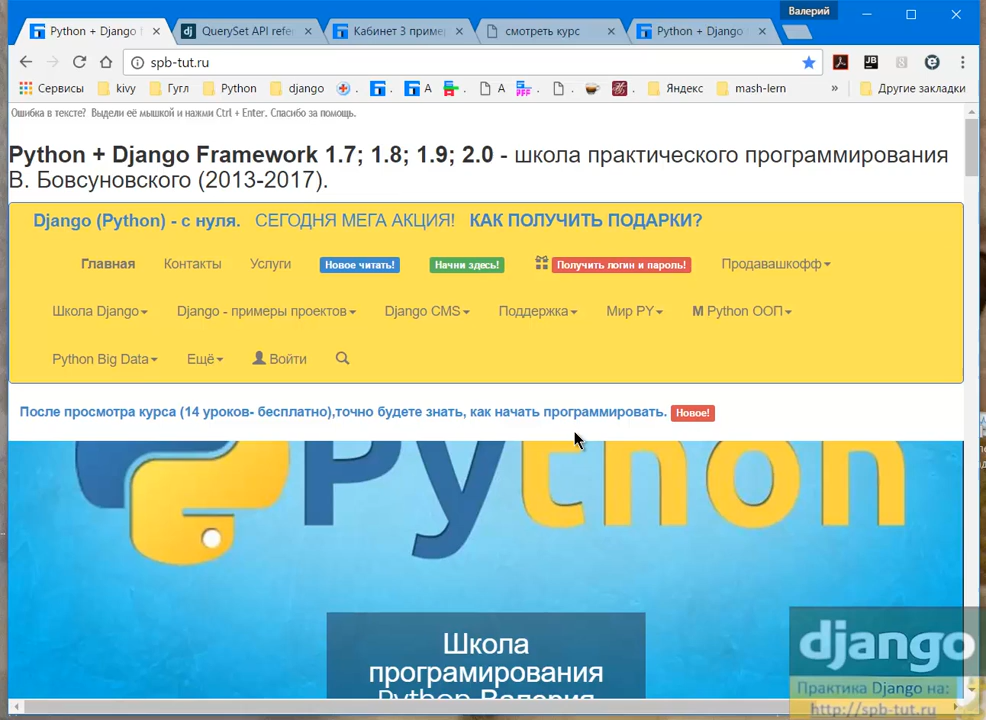 Валерий
Python + Django
QuerySet API refe
Кабинет 3 приме
смотреть курс
Python + Django
spb-tut.ru
Сервисы
kivy
Гугл
Python
django
А
А
Яндекс
mash-lern
»
Другие закладки
Ошибка в тексте? Выдели её мышкой и нажми Ctrl + Enter. Спасибо за помощь.
Python + Django Framework 1.7; 1.8; 1.9; 2.0 - школа практического программирования
В. Бовсуновского (2013-2017).
Django (Python) - с нуля. СЕГОДНЯ МЕГА АКЦИЯ! КАК ПОЛУЧИТЬ ПОДАРКИ?
Главная Контакты Услуги Новое читать! Начни здесь! Получить логин и пароль! Продавашкофф
Школа Django Django - примеры проектов Django CMS Поддержка Мир PY М Python ООП
Python Big Data Ещё Войти
После просмотра курса (14 уроков- бесплатно),точно будете знать, как начать программировать. Новое!
Python
Школа
програмирования
Python Валерия
django
Практика Django на:
http://spb-tut.ru